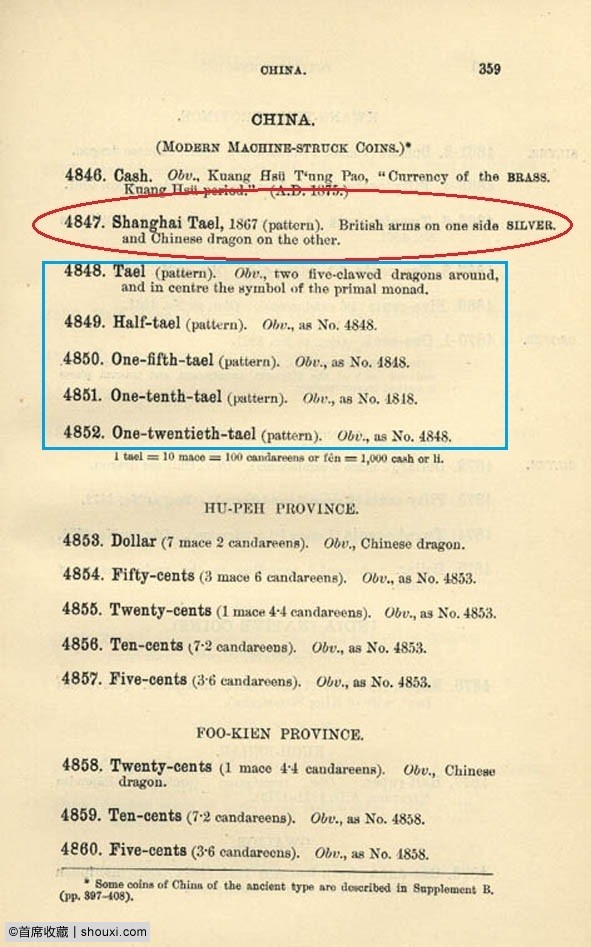 CHINA. 359
CHINA.
(MODERN MACHINE-STRUCK COINS.)*
4846. Cash. Obv., Kuang Hsü T'ung Pao, "Currency of the BRASS.
Kuang Hsü period." (A.D. 1875.)
4847. Shanghai Tael, 1867 (pattern). British arms on one side SILVER.
and Chinese dragon on the other.
4848. Tael (pattern). Obv., two five-clawed dragons around,
and in centre the symbol of the primal monad.
4849. Half-tael (pattern). Obv., as No. 4848.
4850. One-fifth-tael (pattern). Obv., as No. 4848.
4851. One-tenth-tael (pattern). Obv., as No. 4848.
4852. One-twentieth-tael (pattern). Obv., as No. 4848.
1 tael = 10 mace = 100 candareens or fên = 1,000 cash or li.
HU-PEH PROVINCE.
4853. Dollar (7 mace 2 candareens). Obv., Chinese dragon.
4854. Fifty-cents (3 mace 6 candareens). Obv., as No. 4853.
4855. Twenty-cents (1 mace 4·4 candareens). Obv., as No. 4853.
4856. Ten-cents (7·2 candareens). Obv., as No. 4853.
4857. Five-cents (3·6 candareens). Obv., as No. 4853.
FOO-KIEN PROVINCE.
4858. Twenty-cents (1 mace 4·4 candareens). Obv., Chinese
dragon.
4859. Ten-cents (7·2 candareens). Obv., as No. 4858.
4860. Five-cents (3·6 candareens). Obv., as No. 4858.
* Some coins of China of the ancient type are described in Supplement B.
(pp. 397-408).
©首席收藏 | shouxi.com